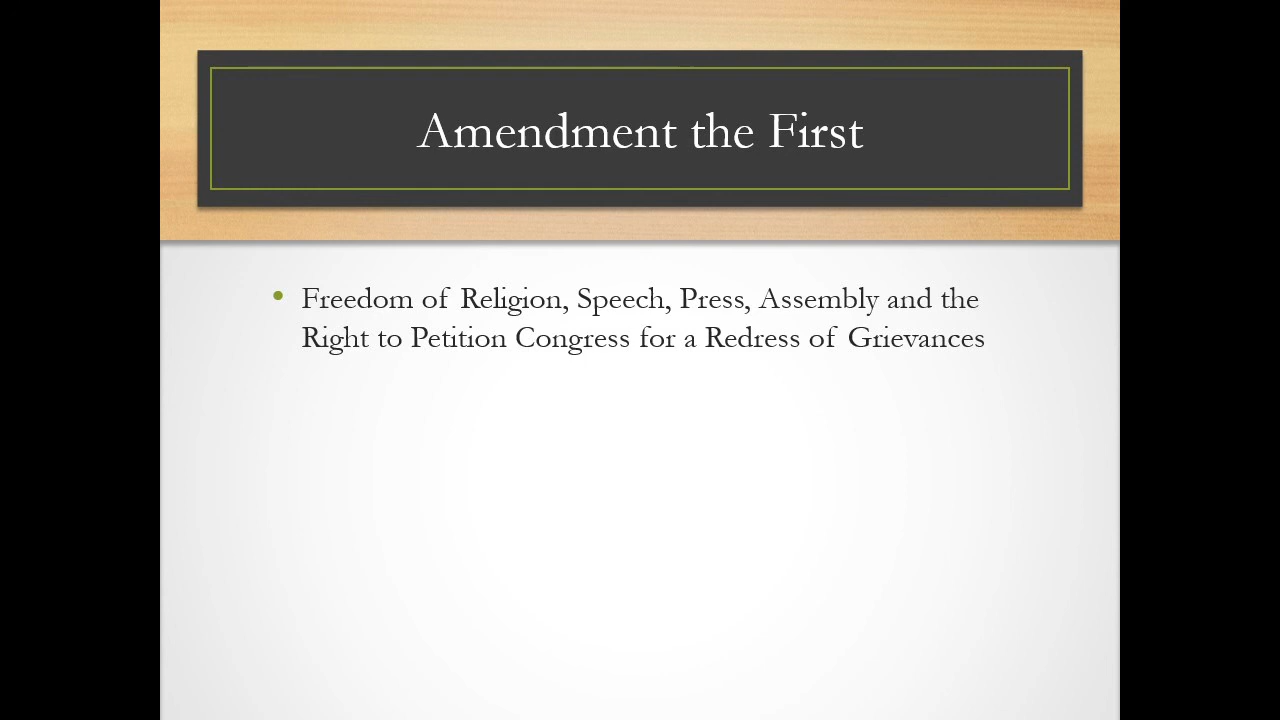 Amendment the First
• Freedom of Religion, Speech, Press, Assembly and the
Right to Petition Congress for a Redress of Grievances